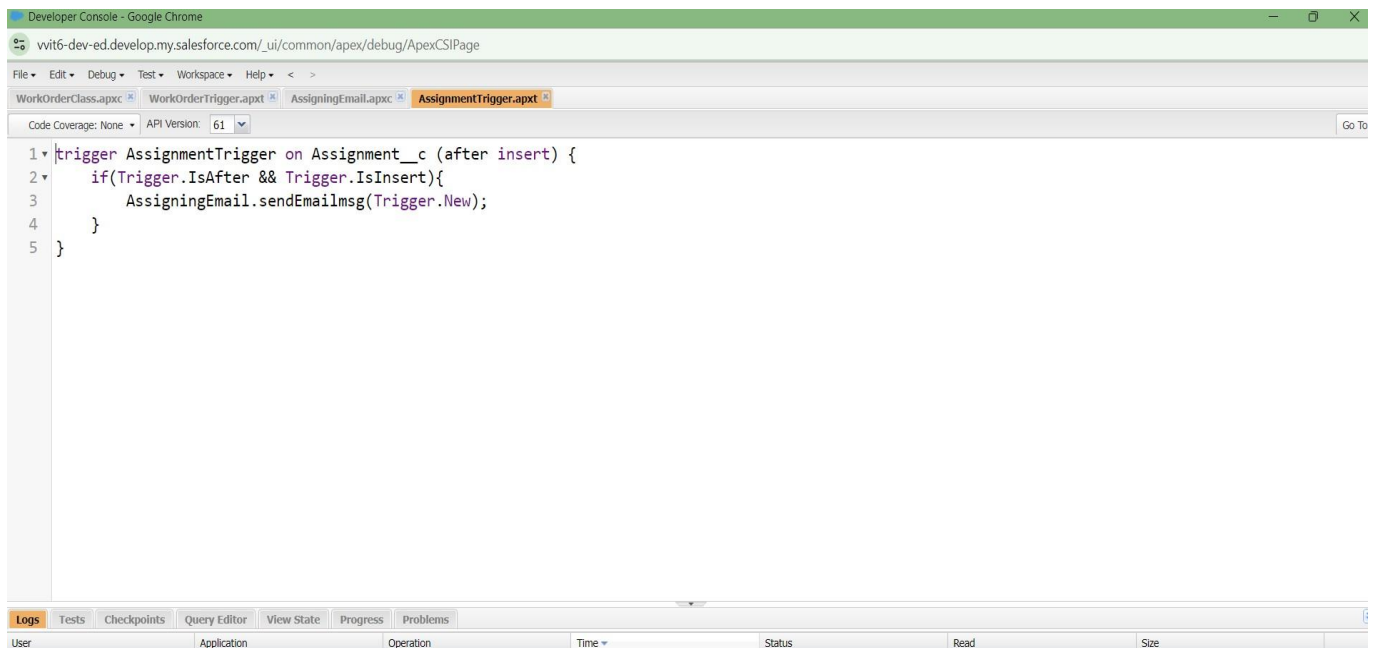 Developer Console - Google Chrome
vvit6-dev-ed.develop.my.salesforce.com/_ui/common/apex/debug/ApexCSIPage
File Edit Debug Test Workspace Help < >
WorkOrderClass.apxc WorkOrderTrigger.apxt AssigningEmail.apxc AssignmentTrigger.apxt
Code Coverage: None API Version: 61 Go To
1 trigger AssignmentTrigger on Assignment__c (after insert) {
2 if(Trigger.IsAfter && Trigger.IsInsert){
3 AssigningEmail.sendEmailmsg(Trigger.New);
4 }
5 }
Logs Tests Checkpoints Query Editor View State Progress Problems
User Application Operation Time Status Read Size